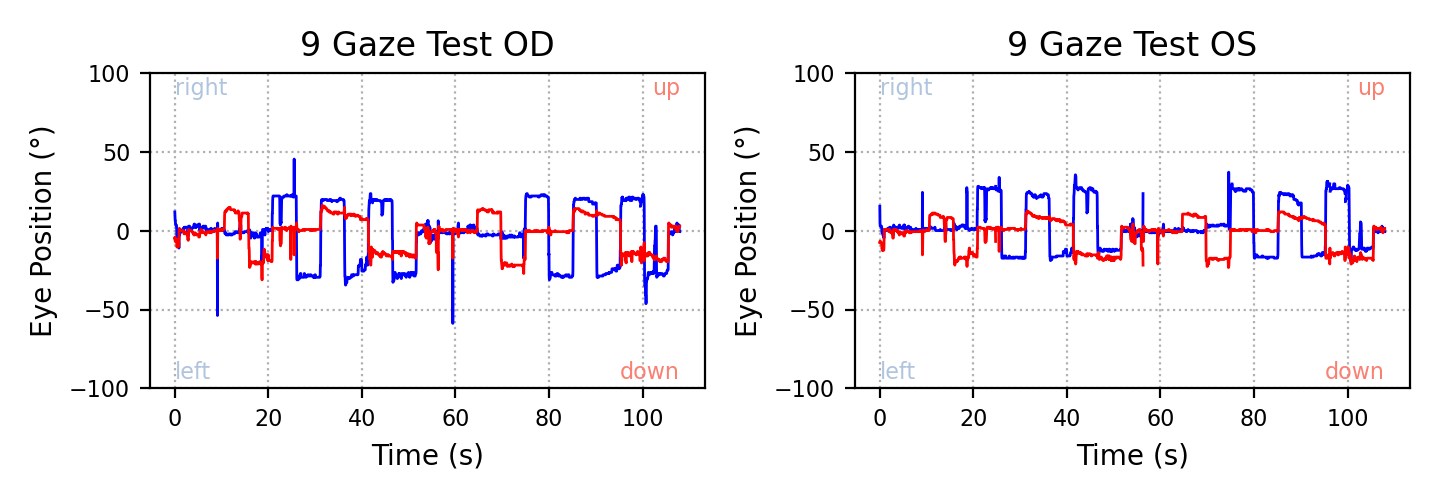 9 Gaze Test OD
Eye Position (°)
100
50
0
−50
−100
right
up
left
down
0 20 40 60 80 100
Time (s)
9 Gaze Test OS
Eye Position (°)
100
50
0
−50
−100
right
up
left
down
0 20 40 60 80 100
Time (s)